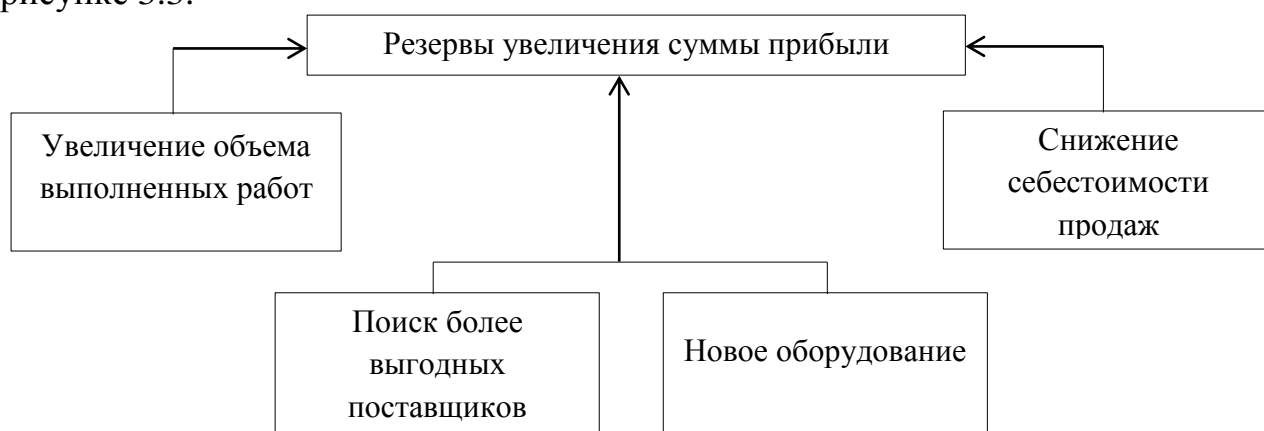 рисунке 3.3.
Резервы увеличения суммы прибыли
Увеличение объема
выполненных работ
Снижение
себестоимости
продаж
Поиск более
выгодных
поставщиков
Новое оборудование